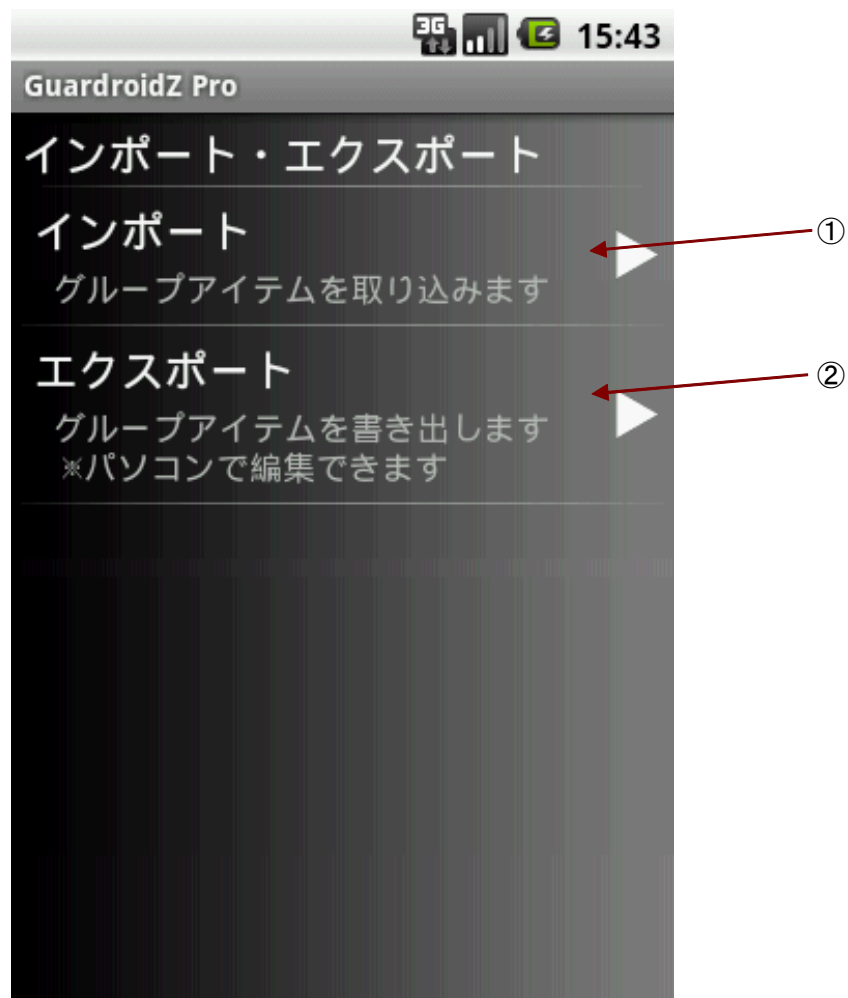 3G 15:43
GuardroidZ Pro
インポート・エクスポート
インポート
①
グループアイテムを取り込みます
エクスポート
②
グループアイテムを書き出します
※パソコンで編集できます